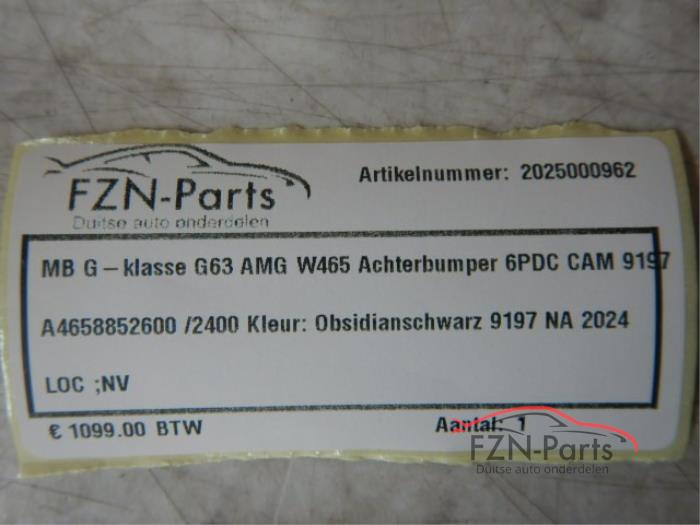 FZN-Parts
Duitse auto onderdelen
Artikelnummer: 2025000962
MB G-klasse G63 AMG W465 Achterbumper 6PDC CAM 9197
A4658852600 /2400 Kleur: Obsidianschwarz 9197 NA 2024
LOC ;NV
€ 1099.00 BTW
Aantal: 1
FZN-Parts
Duitse auto onderdelen